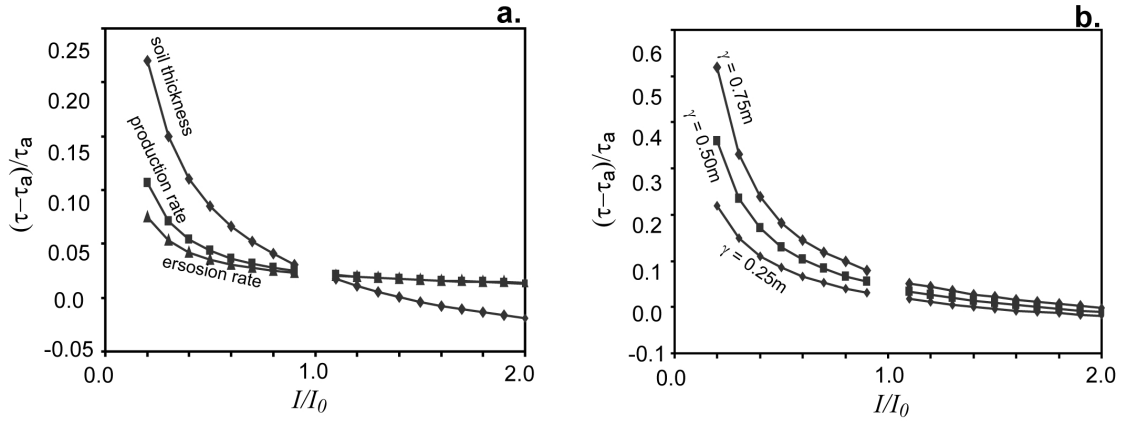 a.
0.25
0.20
0.15
0.10
0.05
0.0
-0.05
(τ−τa)/τa
soil thickness
production rate
ersosion rate
0.0
1.0
2.0
I/I0
b.
0.6
0.5
0.4
0.3
0.2
0.1
0.0
-0.1
(τ−τa)/τa
γ = 0.75m
γ = 0.50m
γ = 0.25m
0.0
1.0
2.0
I/I0